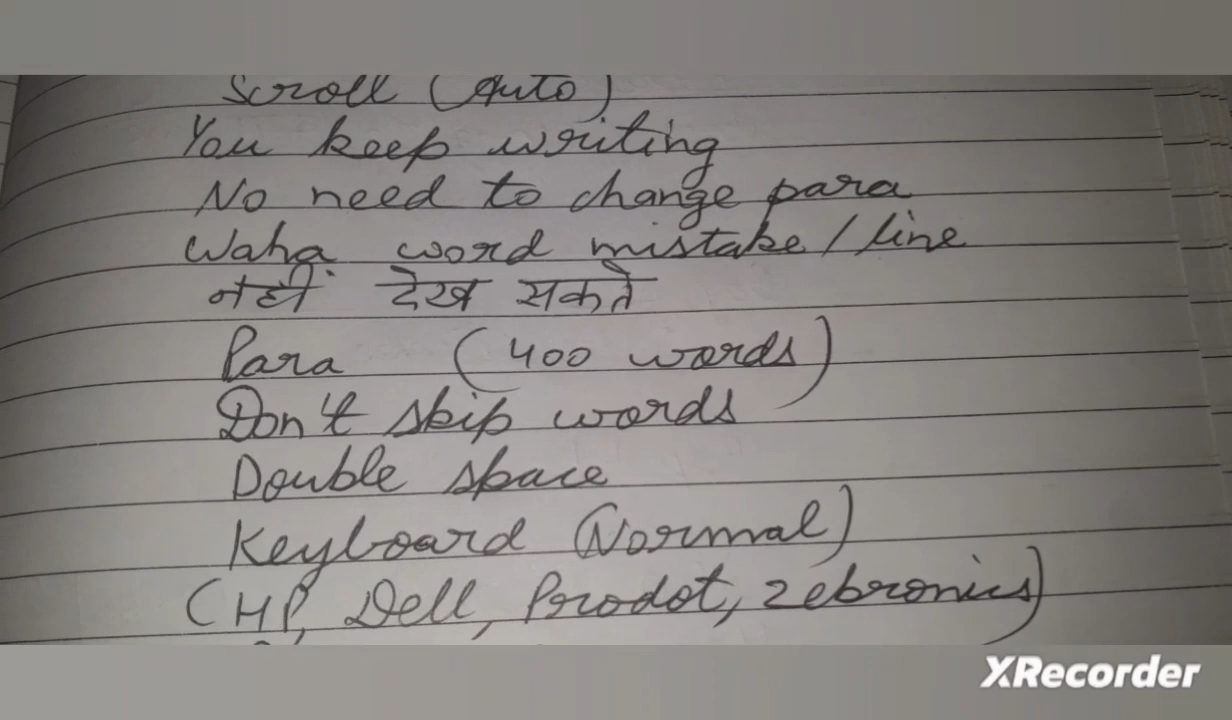 Scroll (Auto)
You keep writing
No need to change para
Waha word mistake / line
नहीं देख सकते
Para (400 words)
Don't skip words
Double space
Keyboard (Normal)
(HP, Dell, Prodot, zebronics)
XRecorder